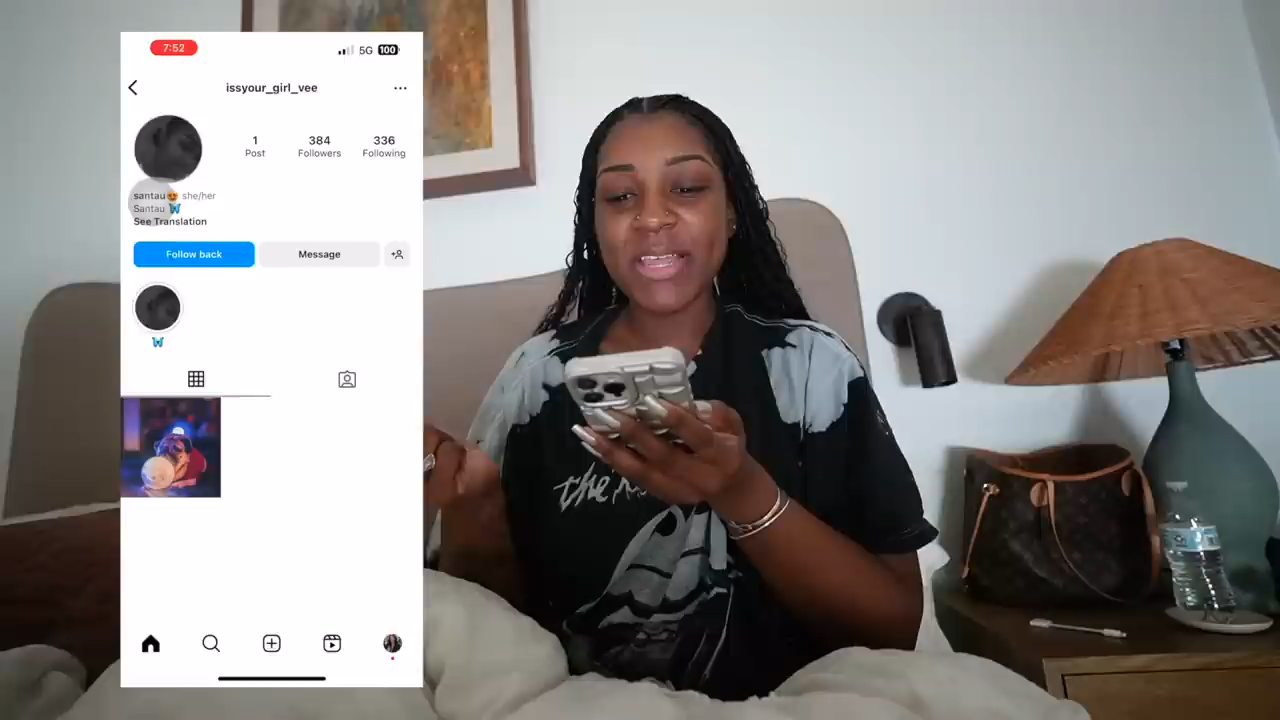 7:52
5G
100
issyour_girl_vee
1
384
336
Post
Followers
Following
santau😍 she/her
Santau 🦋
See Translation
Follow back
Message
🦋
the